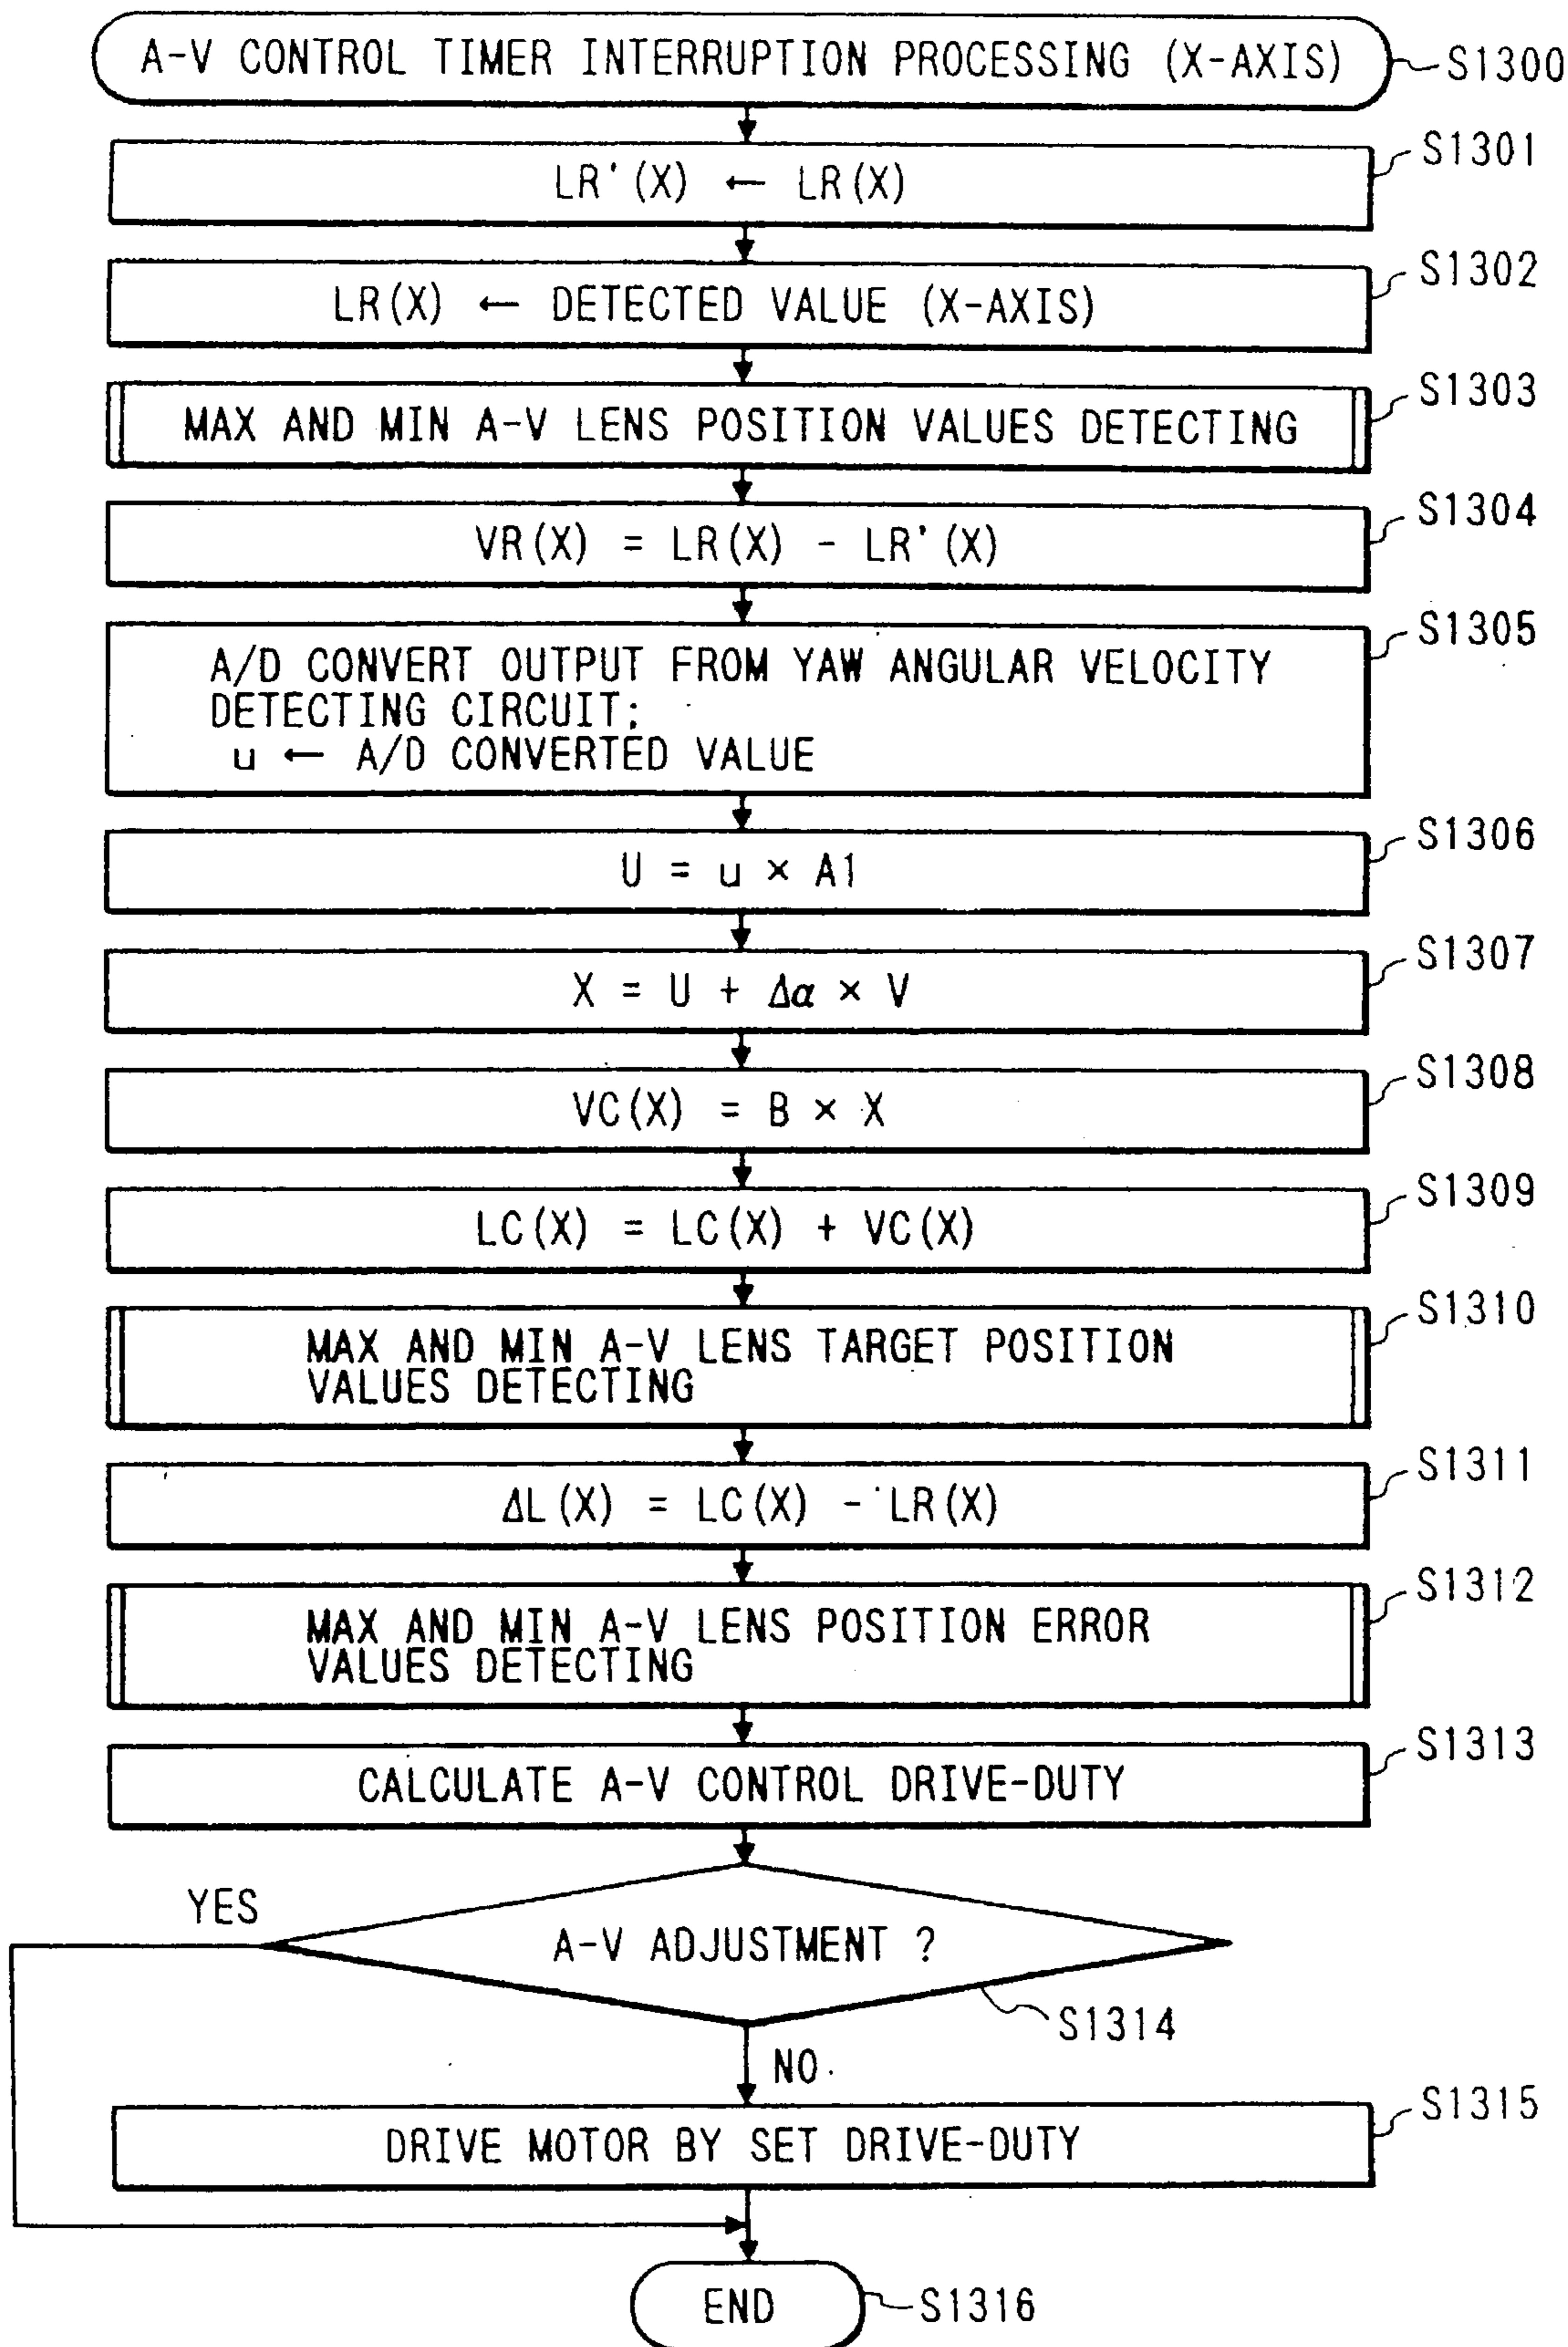 A-V CONTROL TIMER INTERRUPTION PROCESSING (X-AXIS)
S1300
LR'(X) ← LR(X)
S1301
LR(X) ← DETECTED VALUE (X-AXIS)
S1302
MAX AND MIN A-V LENS POSITION VALUES DETECTING
S1303
VR(X) = LR(X) - LR'(X)
S1304
A/D CONVERT OUTPUT FROM YAW ANGULAR VELOCITY
DETECTING CIRCUIT;
u ← A/D CONVERTED VALUE
S1305
U = u × A1
S1306
X = U + Δα × V
S1307
VC(X) = B × X
S1308
LC(X) = LC(X) + VC(X)
S1309
MAX AND MIN A-V LENS TARGET POSITION
VALUES DETECTING
S1310
ΔL(X) = LC(X) - LR(X)
S1311
MAX AND MIN A-V LENS POSITION ERROR
VALUES DETECTING
S1312
CALCULATE A-V CONTROL DRIVE-DUTY
S1313
YES
A-V ADJUSTMENT ?
S1314
NO
DRIVE MOTOR BY SET DRIVE-DUTY
S1315
END
S1316